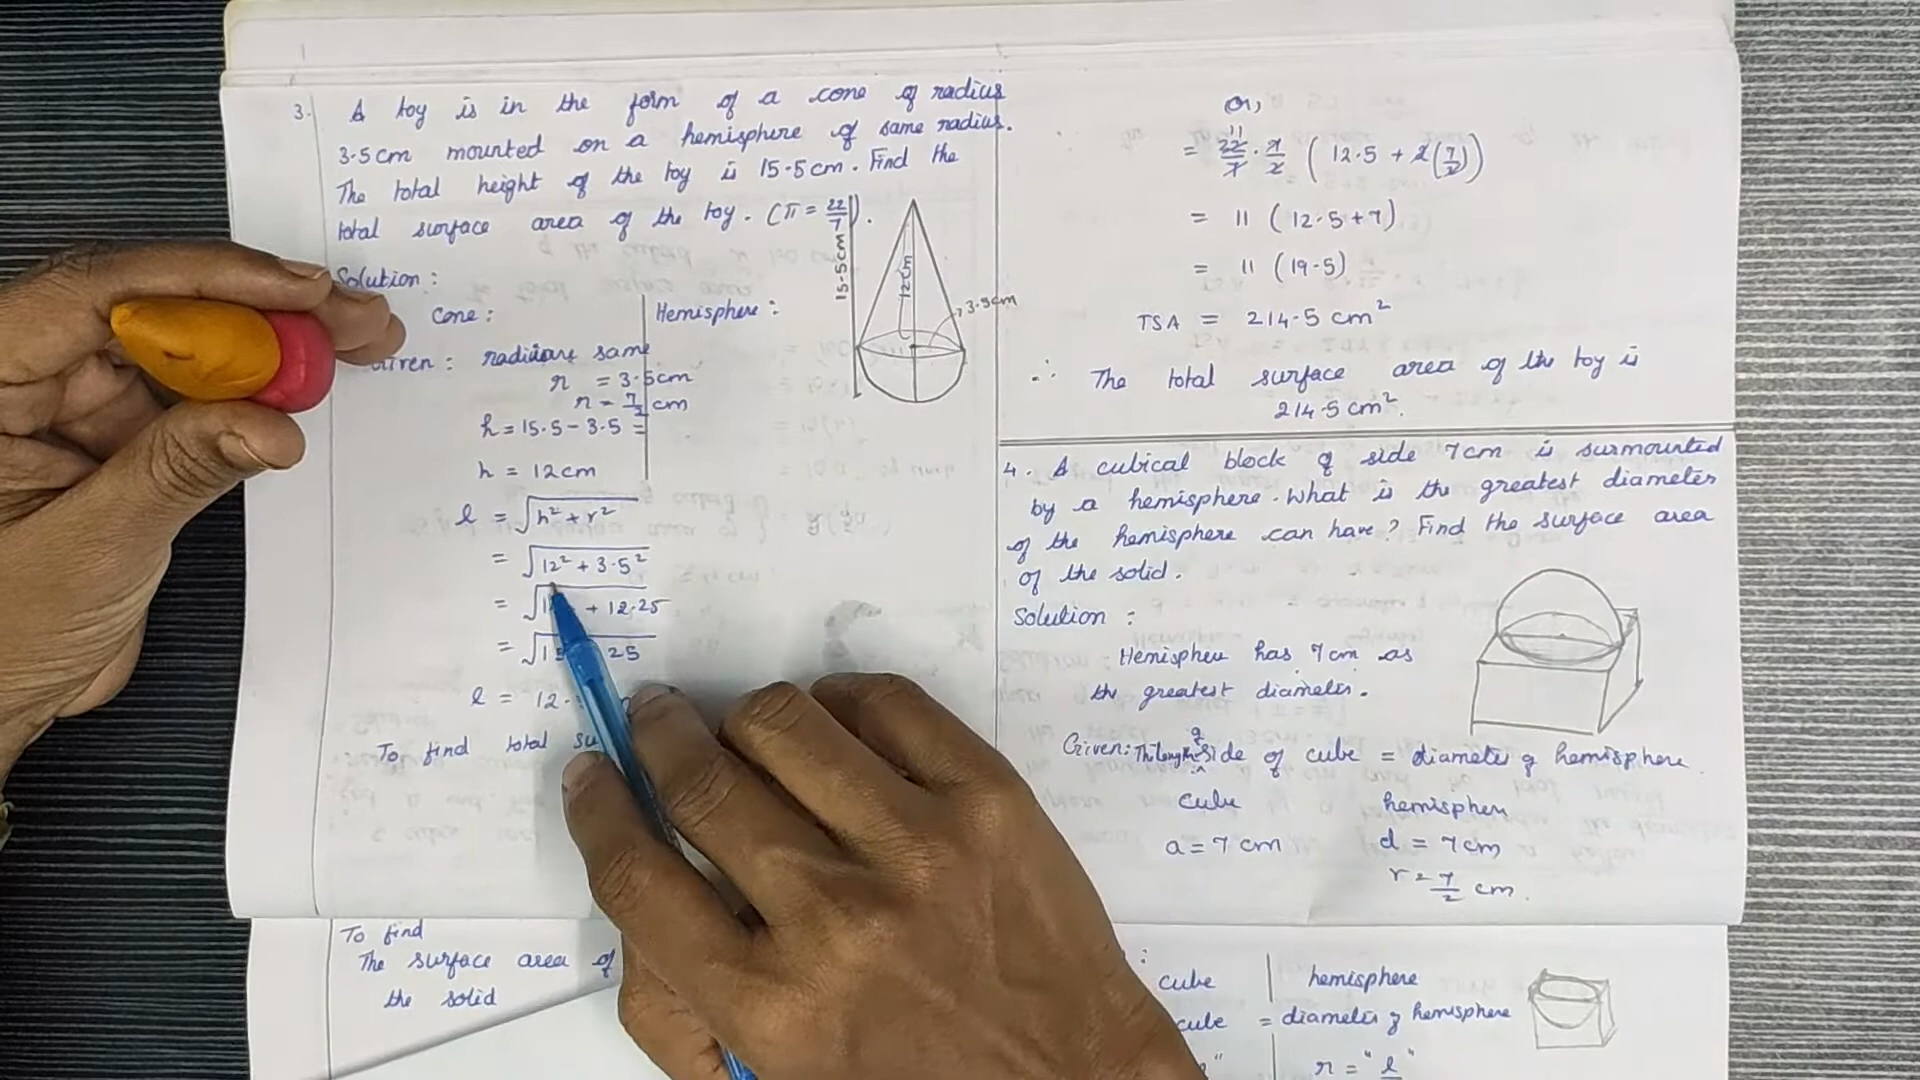 3. A toy is in the form of a cone of radius
3.5cm mounted on a hemisphere of same radius.
The total height of the toy is 15.5cm. Find the
total surface area of the toy. (π = 22/7).
15.5cm
12cm
3.5cm
Solution:
Cone: Hemisphere:
radii are same
r = 3.5cm
r = 7/2 cm
h = 15.5 - 3.5 =
h = 12cm
l = √h² + r²
= √12² + 3.5²
+ 12.25
25
l = 12.
To find total
To find
The surface area of
the solid
Or,
= 22/7 · 7/2 ( 12.5 + 2(7/2))
= 11 ( 12.5 + 7)
= 11 ( 19.5)
TSA = 214.5 cm²
∴ The total surface area of the toy is
214.5 cm².
4. A cubical block of side 7cm is surmounted
by a hemisphere. What is the greatest diameter
of the hemisphere can have? Find the surface area
of the solid.
Solution:
Hemisphere has 7cm as
the greatest diameter.
Given: The length of side of cube = diameter of hemisphere
cube hemisphere
a = 7 cm d = 7 cm
r = 7/2 cm.
cube hemisphere
cube = diameter of hemisphere
r = "l"